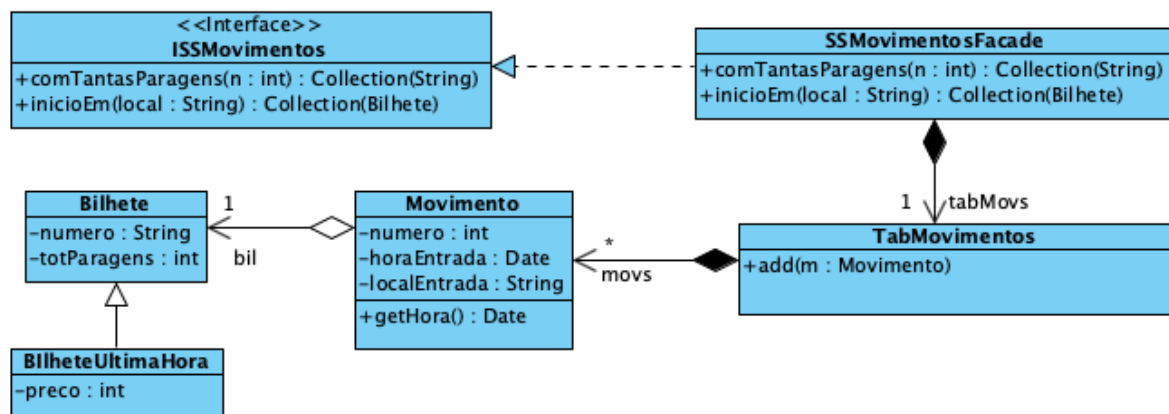 <<Interface>>
ISSMovimentos
+comTantasParagens(n : int) : Collection(String)
+inicioEm(local : String) : Collection(Bilhete)
SSMovimentosFacade
+comTantasParagens(n : int) : Collection(String)
+inicioEm(local : String) : Collection(Bilhete)
1 tabMovs
Bilhete
-numero : String
-totParagens : int
1
bil
Movimento
-numero : int
-horaEntrada : Date
-localEntrada : String
+getHora() : Date
*
movs
TabMovimentos
+add(m : Movimento)
BIlheteUltimaHora
-preco : int